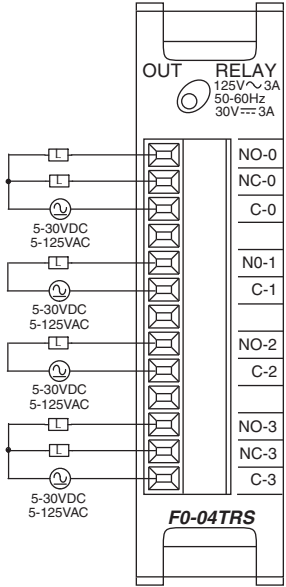 OUT RELAY
125V∿3A
50-60Hz
30V⎓3A
L NO-0
L NC-0
C-0
5-30VDC
5-125VAC
L N0-1
C-1
5-30VDC
5-125VAC
L NO-2
C-2
5-30VDC
5-125VAC
L NO-3
L NC-3
C-3
5-30VDC
5-125VAC
F0-04TRS